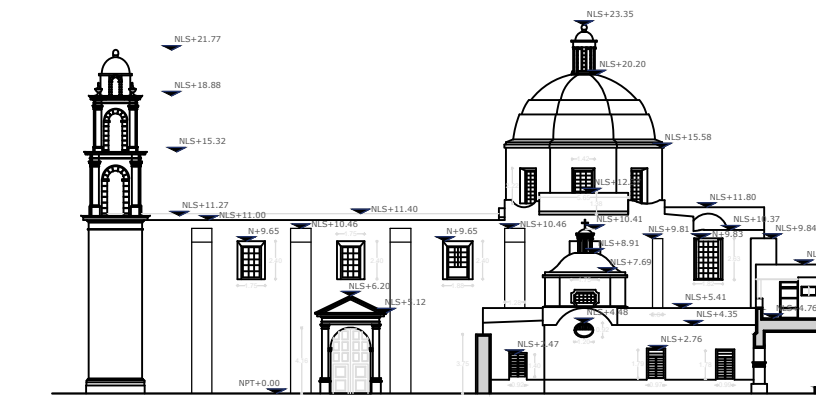 NLS+23.35
NLS+21.77
NLS+20.20
NLS+18.88
NLS+15.32
NLS+15.58
NLS+11.27
NLS+11.00
NLS+11.40
NLS+11.80
NLS+10.46
NLS+10.46
NLS+10.41
NLS+10.37
N+9.65
N+9.65
NLS+9.81
N+9.83
NLS+9.84
NLS+8.91
NLS+7.69
NLS+6.20
NLS+5.12
NLS+5.41
NLS+4.48
NLS+4.35
NLS+2.47
NLS+2.76
NPT+0.00